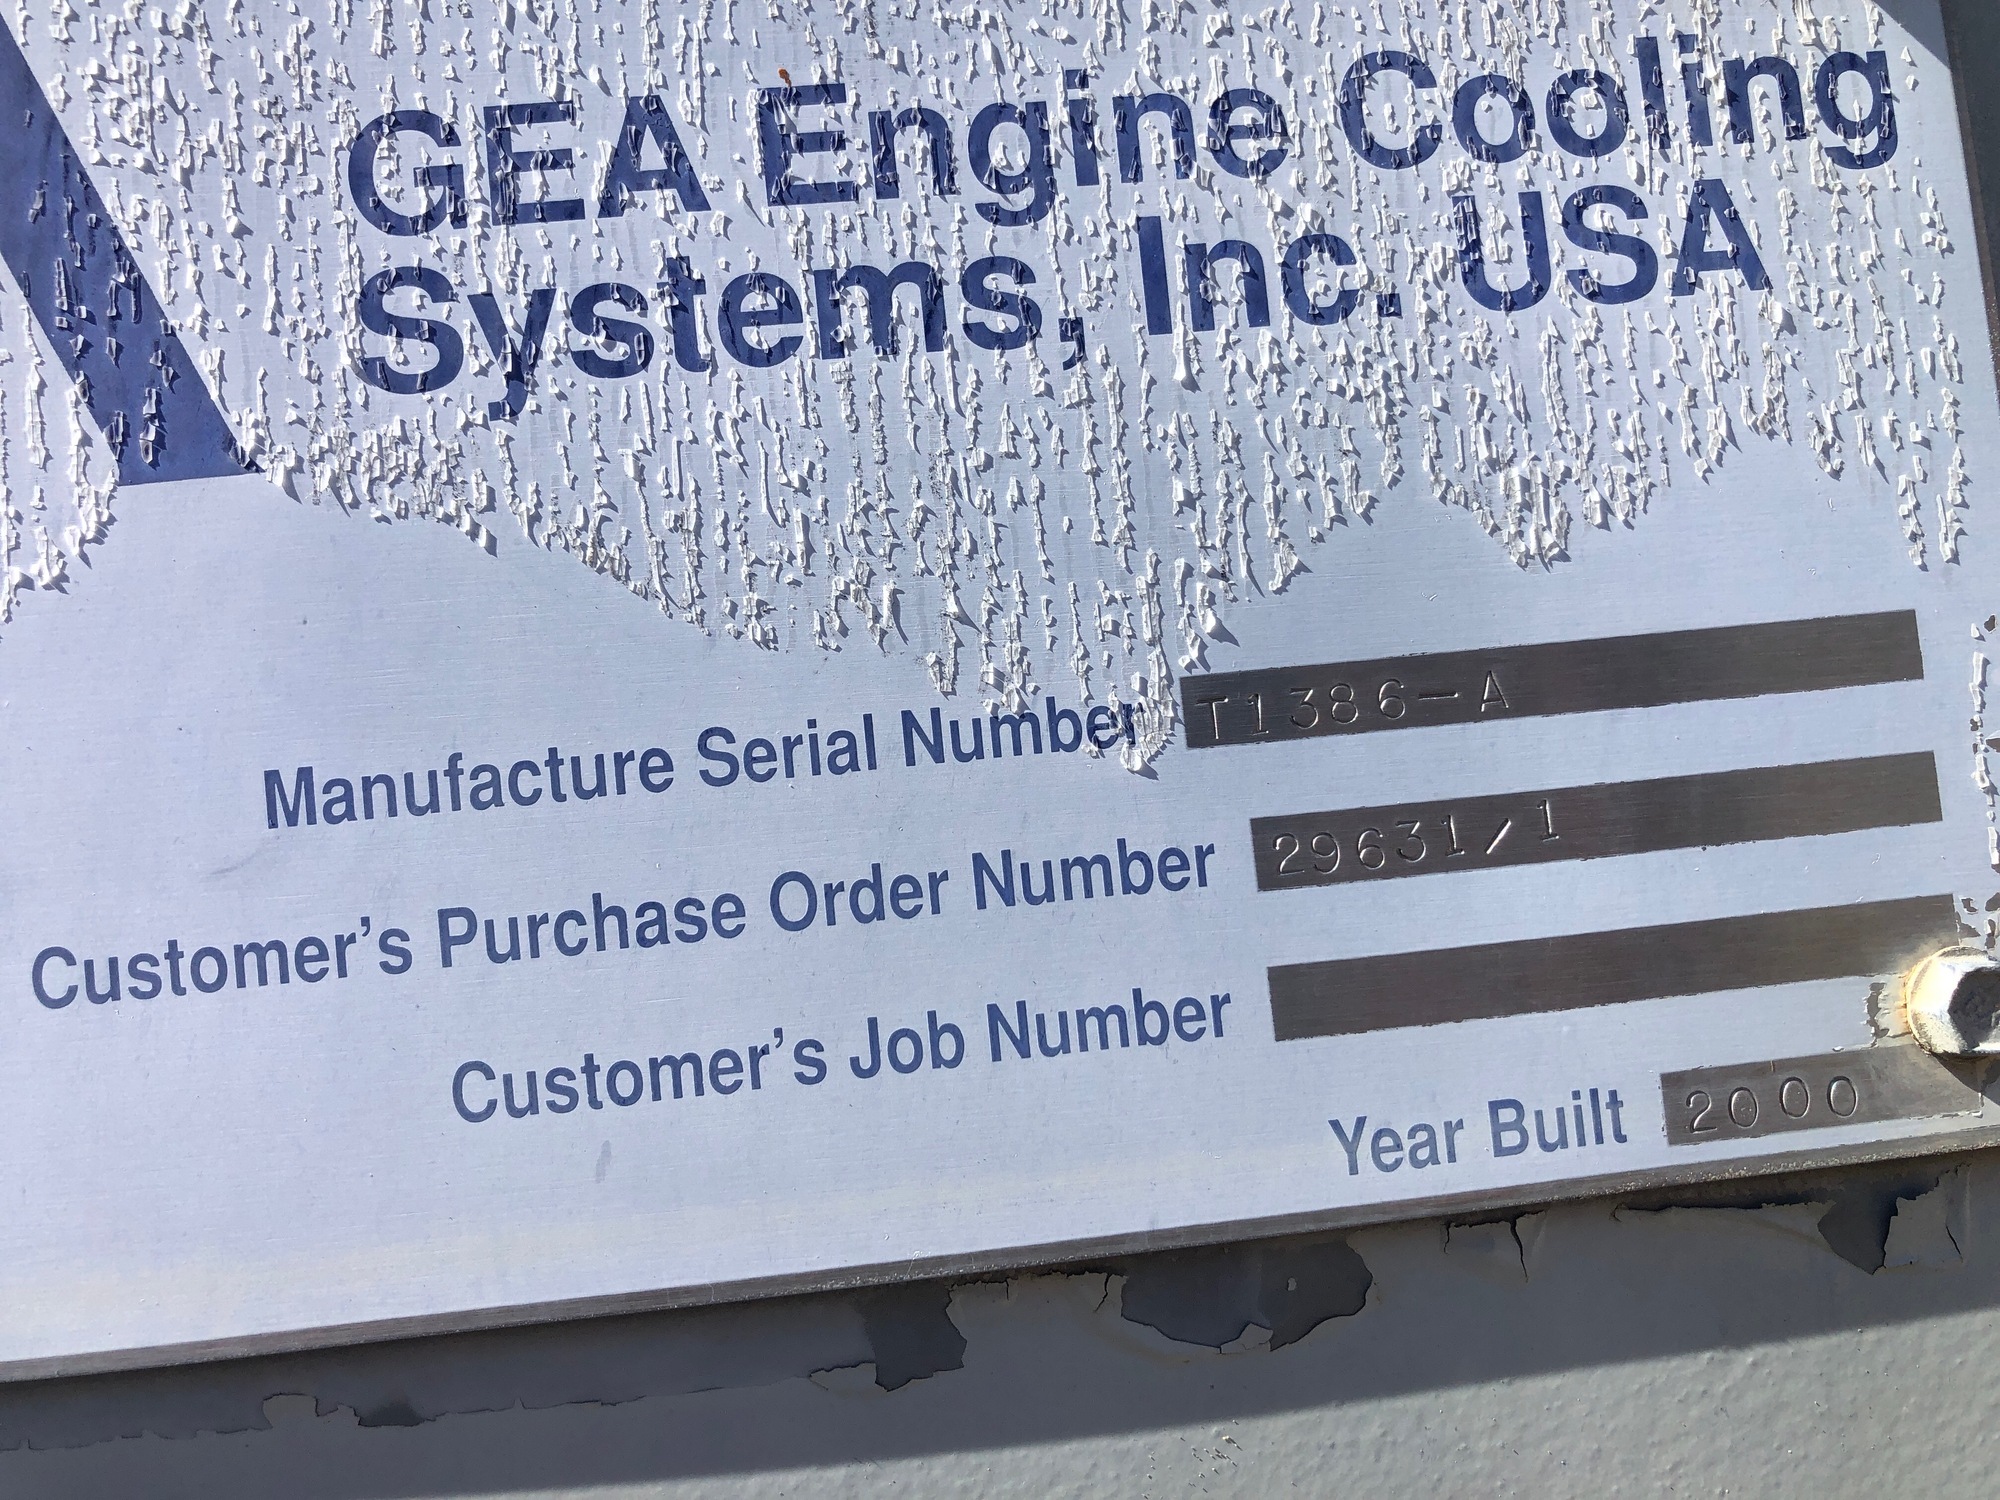 GEA Engine Cooling
Systems, Inc. USA
Manufacture Serial Number T1386-A
Customer's Purchase Order Number 29631/1
Customer's Job Number
Year Built 2000